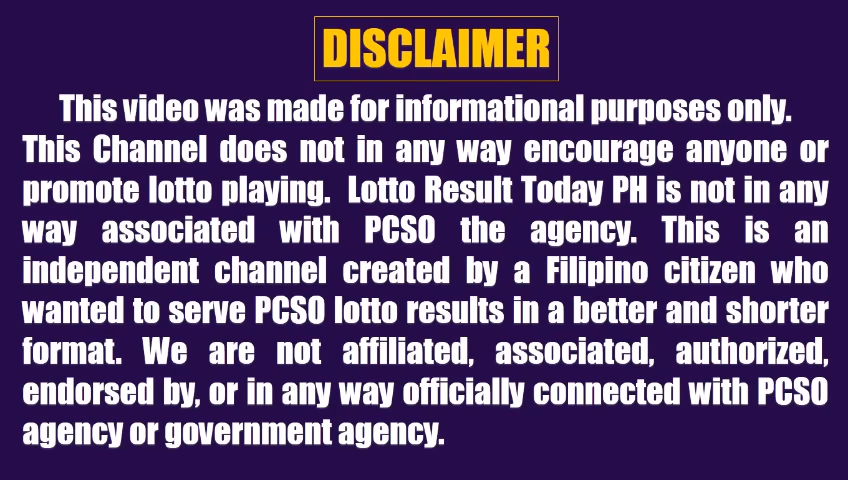 DISCLAIMER
This video was made for informational purposes only.
This Channel does not in any way encourage anyone or
promote lotto playing. Lotto Result Today PH is not in any
way associated with PCSO the agency. This is an
independent channel created by a Filipino citizen who
wanted to serve PCSO lotto results in a better and shorter
format. We are not affiliated, associated, authorized,
endorsed by, or in any way officially connected with PCSO
agency or government agency.